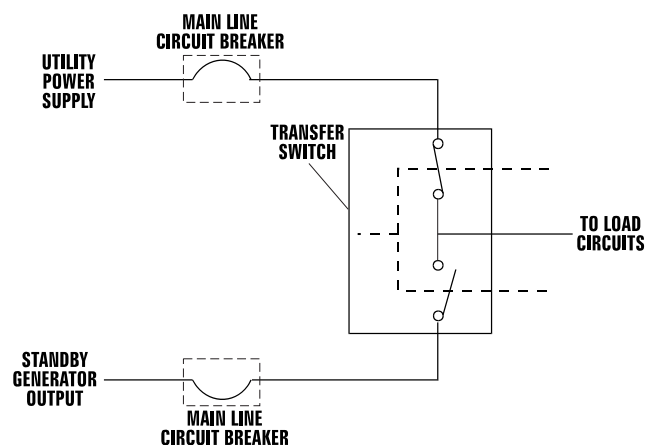 MAIN LINE
CIRCUIT BREAKER
UTILITY
POWER
SUPPLY
TRANSFER
SWITCH
TO LOAD
CIRCUITS
STANDBY
GENERATOR
OUTPUT
MAIN LINE
CIRCUIT BREAKER